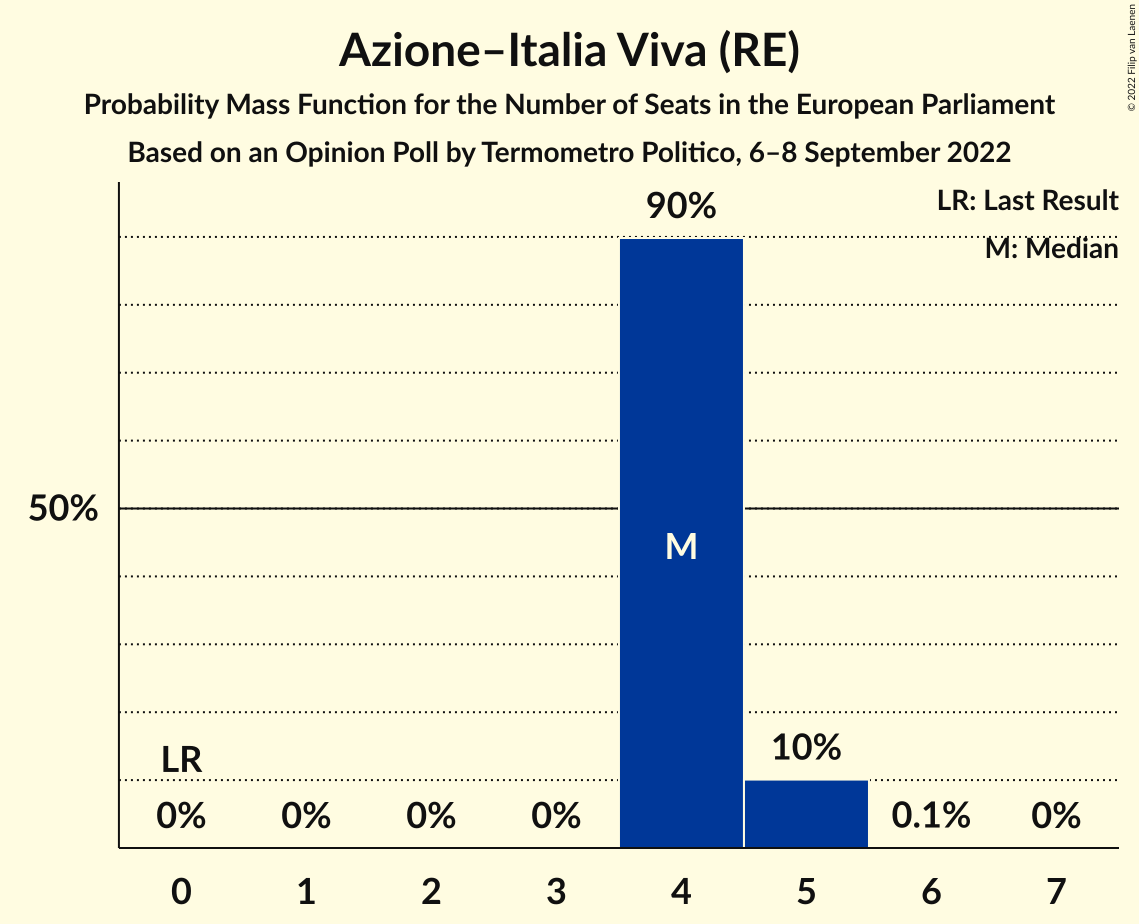 Azione–Italia Viva (RE)
Probability Mass Function for the Number of Seats in the European Parliament
Based on an Opinion Poll by Termometro Politico, 6–8 September 2022
© 2022 Filip van Laenen
LR: Last Result
M: Median
90%
50%
M
LR
10%
0%
0%
0%
0%
0.1%
0%
0
1
2
3
4
5
6
7